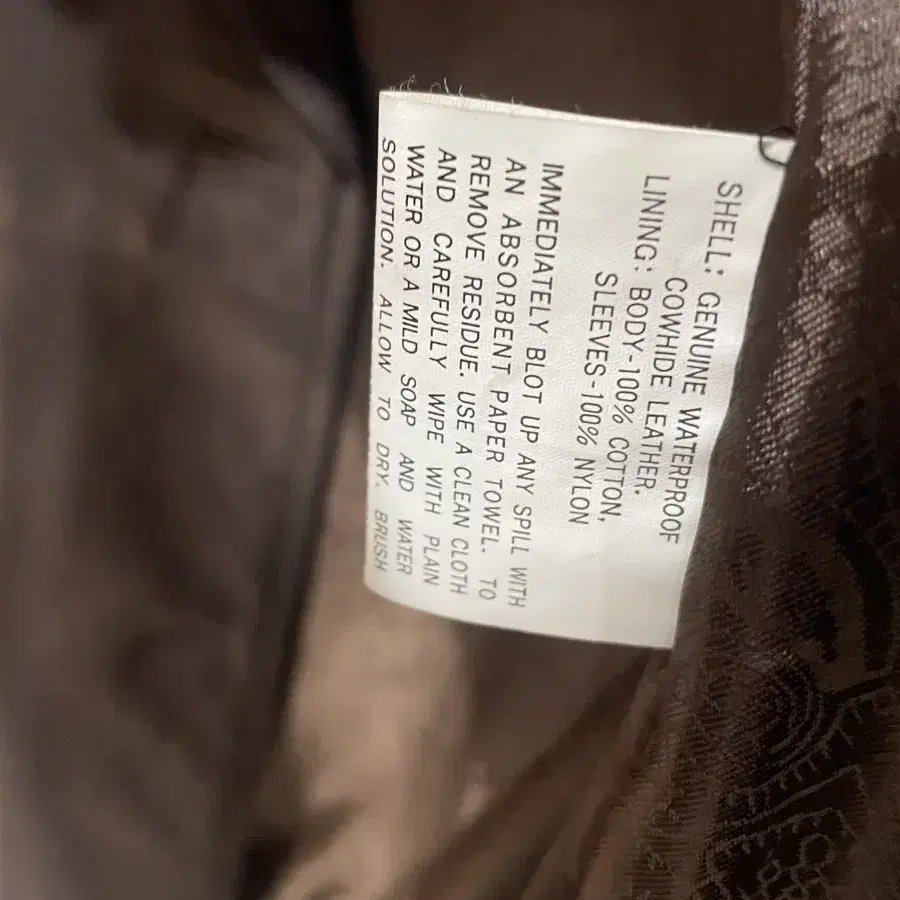 SHELL: GENUINE WATERPROOF
COWHIDE LEATHER.
LINING: BODY-100% COTTON,
SLEEVES-100% NYLON
IMMEDIATELY BLOT UP ANY SPILL WITH
AN ABSORBENT PAPER TOWEL. TO
REMOVE RESIDUE. USE A CLEAN CLOTH
AND CAREFULLY WIPE WITH PLAIN
WATER OR A MILD SOAP AND WATER
SOLUTION. ALLOW TO DRY. BRUSH